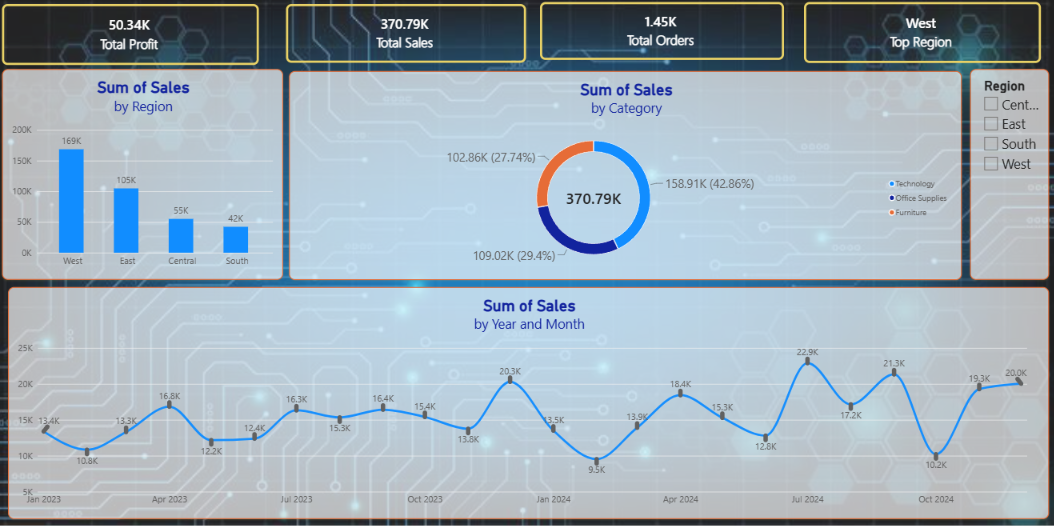 50.34K
Total Profit
370.79K
Total Sales
1.45K
Total Orders
West
Top Region
Sum of Sales
by Region
200K
150K
100K
50K
0K
169K
105K
55K
42K
West
East
Central
South
Sum of Sales
by Category
102.86K (27.74%)
158.91K (42.86%)
370.79K
109.02K (29.4%)
Technology
Office Supplies
Furniture
Region
Cent...
East
South
West
Sum of Sales
by Year and Month
25K
20K
15K
10K
5K
13.4K
10.8K
13.3K
16.8K
12.2K
12.4K
16.3K
15.3K
16.4K
15.4K
13.8K
20.3K
13.5K
9.5K
13.9K
18.4K
15.3K
12.8K
22.9K
17.2K
21.3K
10.2K
19.3K
20.0K
Jan 2023
Apr 2023
Jul 2023
Oct 2023
Jan 2024
Apr 2024
Jul 2024
Oct 2024